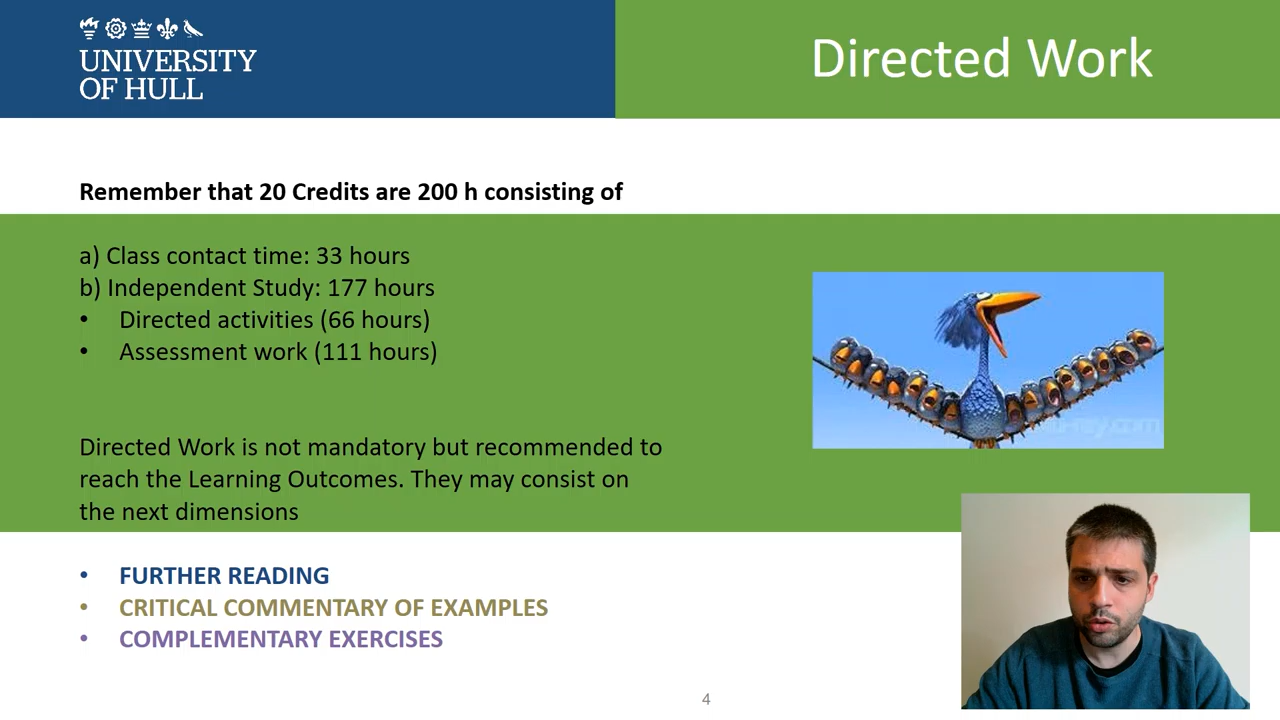 UNIVERSITY
OF HULL
Directed Work
Remember that 20 Credits are 200 h consisting of
a) Class contact time: 33 hours
b) Independent Study: 177 hours
• Directed activities (66 hours)
• Assessment work (111 hours)
Directed Work is not mandatory but recommended to
reach the Learning Outcomes. They may consist on
the next dimensions
• FURTHER READING
• CRITICAL COMMENTARY OF EXAMPLES
• COMPLEMENTARY EXERCISES
4